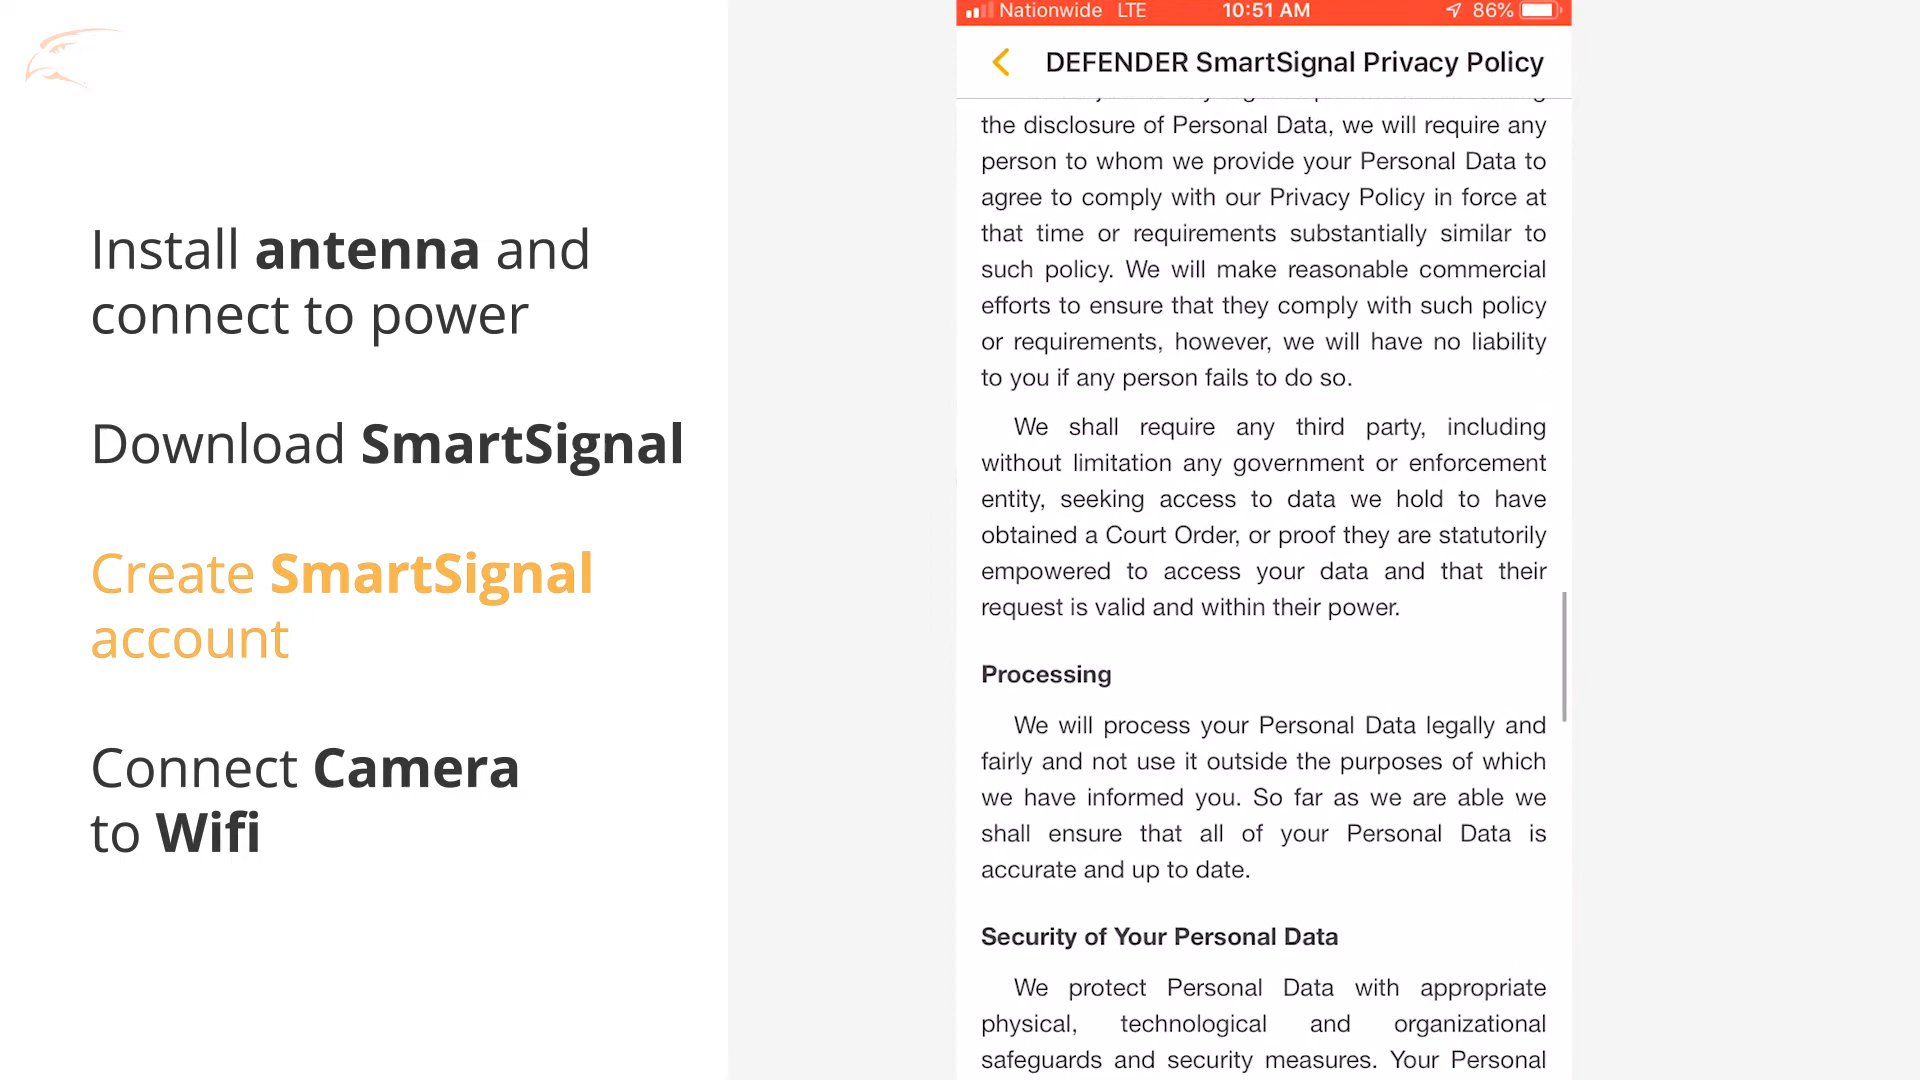 Install antenna and
connect to power
Download SmartSignal
Create SmartSignal
account
Connect Camera
to Wifi
Nationwide LTE 10:51 AM 86%
DEFENDER SmartSignal Privacy Policy
the disclosure of Personal Data, we will require any
person to whom we provide your Personal Data to
agree to comply with our Privacy Policy in force at
that time or requirements substantially similar to
such policy. We will make reasonable commercial
efforts to ensure that they comply with such policy
or requirements, however, we will have no liability
to you if any person fails to do so.
We shall require any third party, including
without limitation any government or enforcement
entity, seeking access to data we hold to have
obtained a Court Order, or proof they are statutorily
empowered to access your data and that their
request is valid and within their power.
Processing
We will process your Personal Data legally and
fairly and not use it outside the purposes of which
we have informed you. So far as we are able we
shall ensure that all of your Personal Data is
accurate and up to date.
Security of Your Personal Data
We protect Personal Data with appropriate
physical, technological and organizational
safeguards and security measures. Your Personal